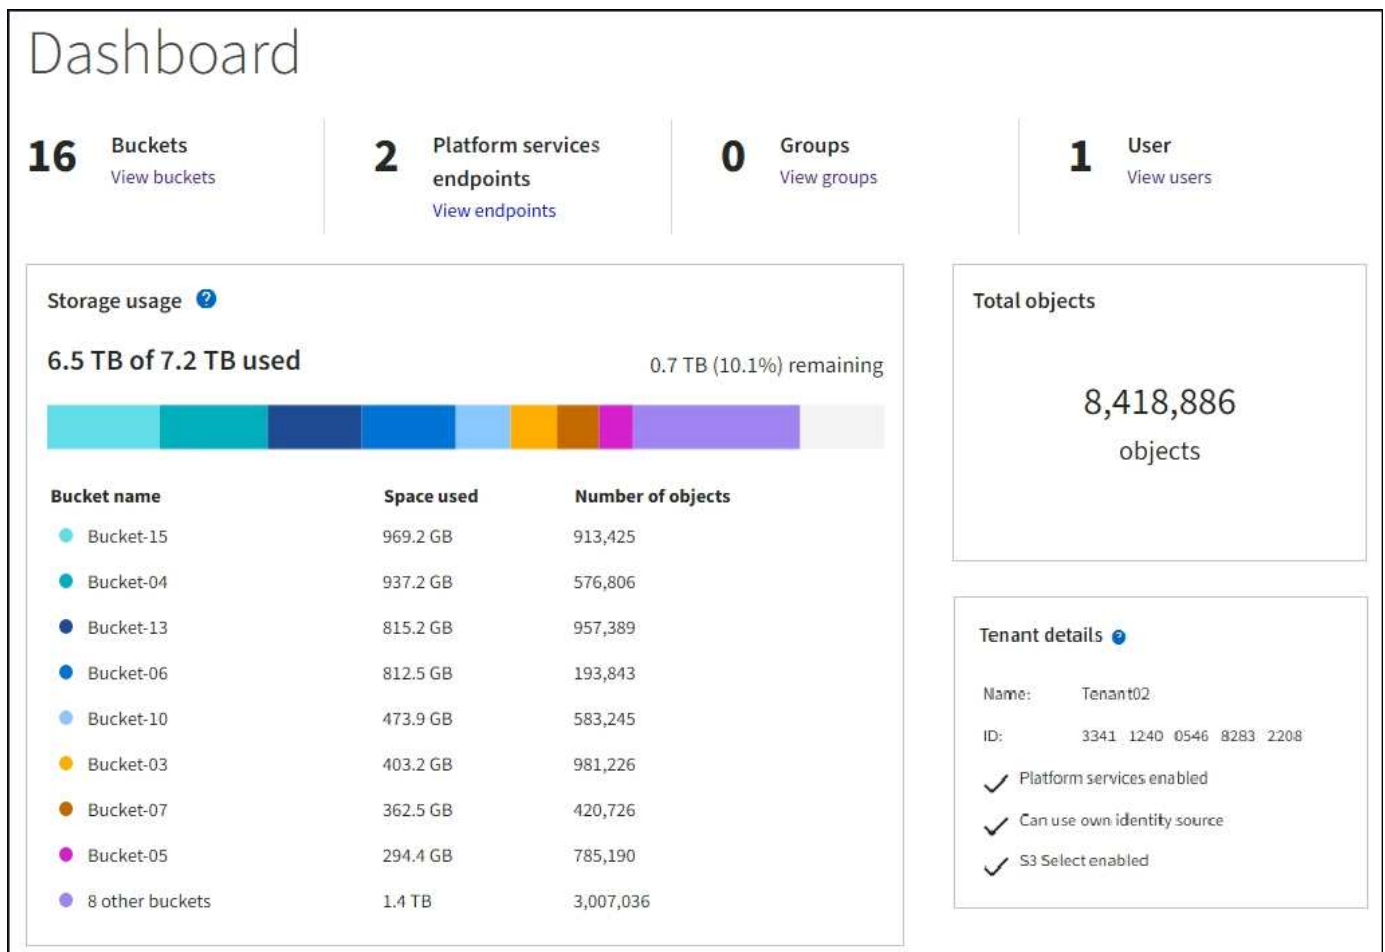 Dashboard
16 Buckets
View buckets
2 Platform services
endpoints
View endpoints
0 Groups
View groups
1 User
View users
Storage usage ?
6.5 TB of 7.2 TB used
0.7 TB (10.1%) remaining
Bucket name Space used Number of objects
Bucket-15 969.2 GB 913,425
Bucket-04 937.2 GB 576,806
Bucket-13 815.2 GB 957,389
Bucket-06 812.5 GB 193,843
Bucket-10 473.9 GB 583,245
Bucket-03 403.2 GB 981,226
Bucket-07 362.5 GB 420,726
Bucket-05 294.4 GB 785,190
8 other buckets 1.4 TB 3,007,036
Total objects
8,418,886
objects
Tenant details ?
Name: Tenant02
ID: 3341 1240 0546 8283 2208
Platform services enabled
Can use own identity source
S3 Select enabled